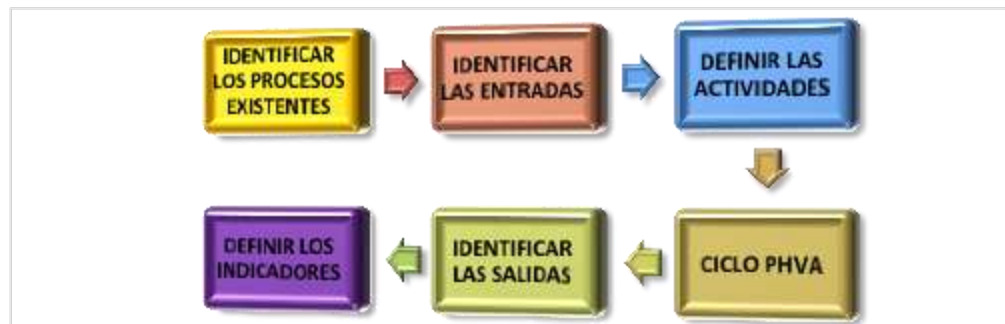 IDENTIFICAR
LOS PROCESOS
EXISTENTES
IDENTIFICAR
LAS ENTRADAS
DEFINIR LAS
ACTIVIDADES
CICLO PHVA
IDENTIFICAR
LAS SALIDAS
DEFINIR LOS
INDICADORES